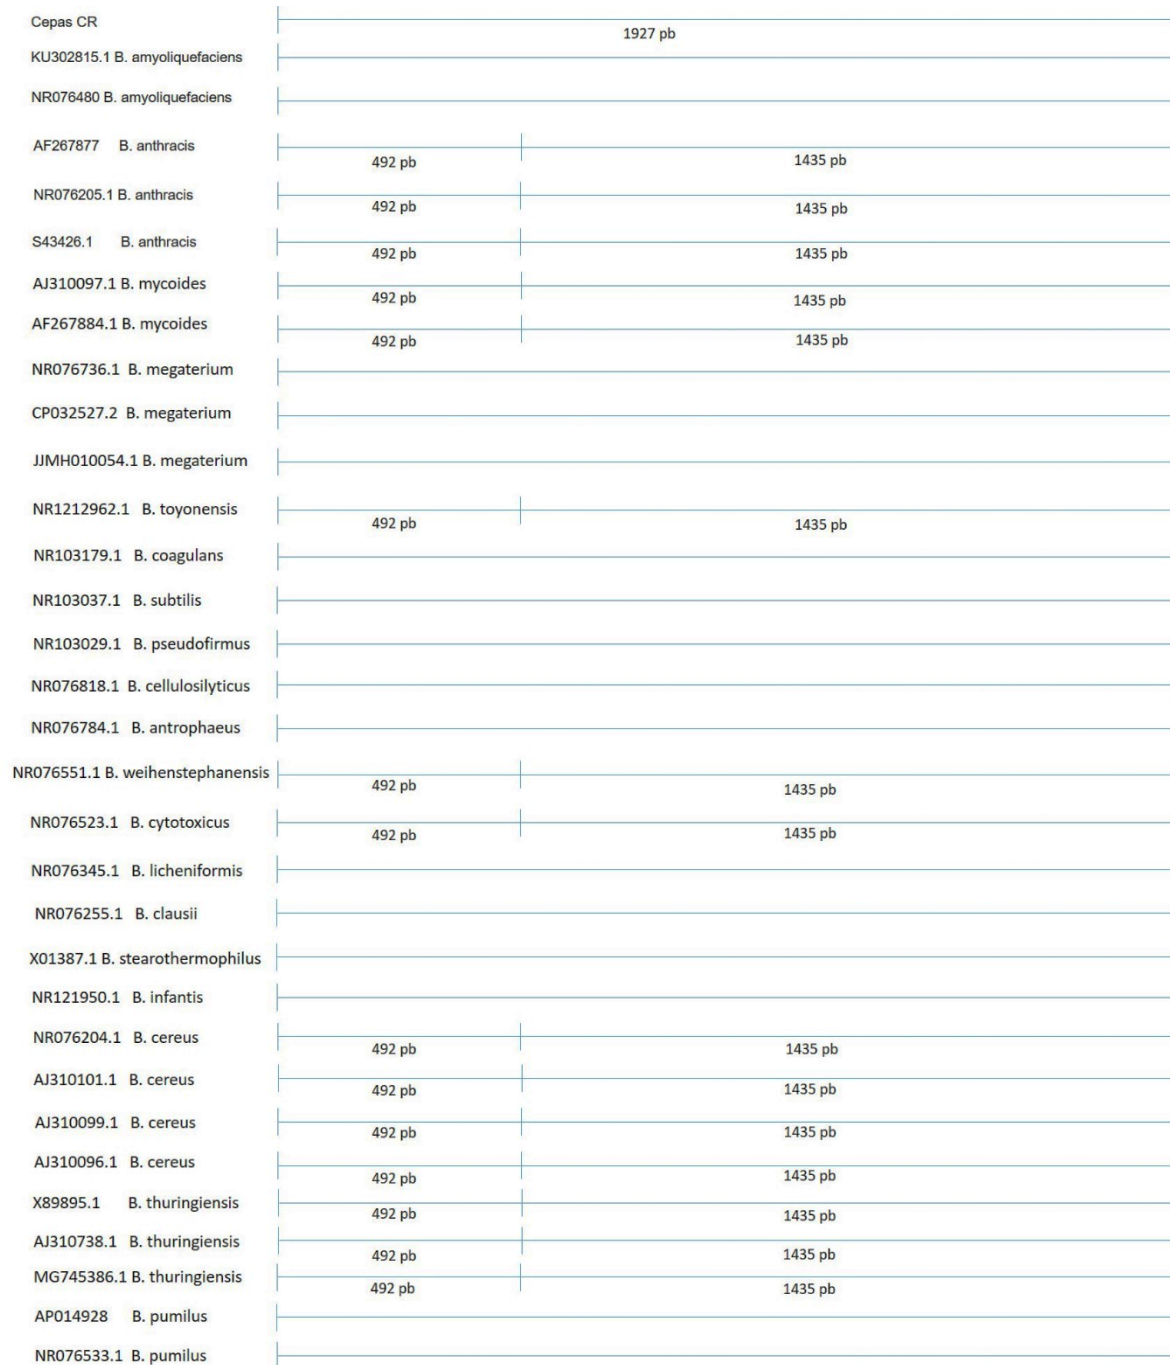 Cepas CR
1927 pb
KU302815.1 B. amyoliquefaciens
NR076480 B. amyoliquefaciens
AF267877 B. anthracis
492 pb 1435 pb
NR076205.1 B. anthracis
492 pb 1435 pb
S43426.1 B. anthracis
492 pb 1435 pb
AJ310097.1 B. mycoides
492 pb 1435 pb
AF267884.1 B. mycoides
492 pb 1435 pb
NR076736.1 B. megaterium
CP032527.2 B. megaterium
JJMH010054.1 B. megaterium
NR1212962.1 B. toyonensis
492 pb 1435 pb
NR103179.1 B. coagulans
NR103037.1 B. subtilis
NR103029.1 B. pseudofirmus
NR076818.1 B. cellulosilyticus
NR076784.1 B. antrophaeus
NR076551.1 B. weihenstephanensis
492 pb 1435 pb
NR076523.1 B. cytotoxicus
492 pb 1435 pb
NR076345.1 B. licheniformis
NR076255.1 B. clausii
X01387.1 B. stearothermophilus
NR121950.1 B. infantis
NR076204.1 B. cereus
492 pb 1435 pb
AJ310101.1 B. cereus
492 pb 1435 pb
AJ310099.1 B. cereus
492 pb 1435 pb
AJ310096.1 B. cereus
492 pb 1435 pb
X89895.1 B. thuringiensis
492 pb 1435 pb
AJ310738.1 B. thuringiensis
492 pb 1435 pb
MG745386.1 B. thuringiensis
492 pb 1435 pb
AP014928 B. pumilus
NR076533.1 B. pumilus